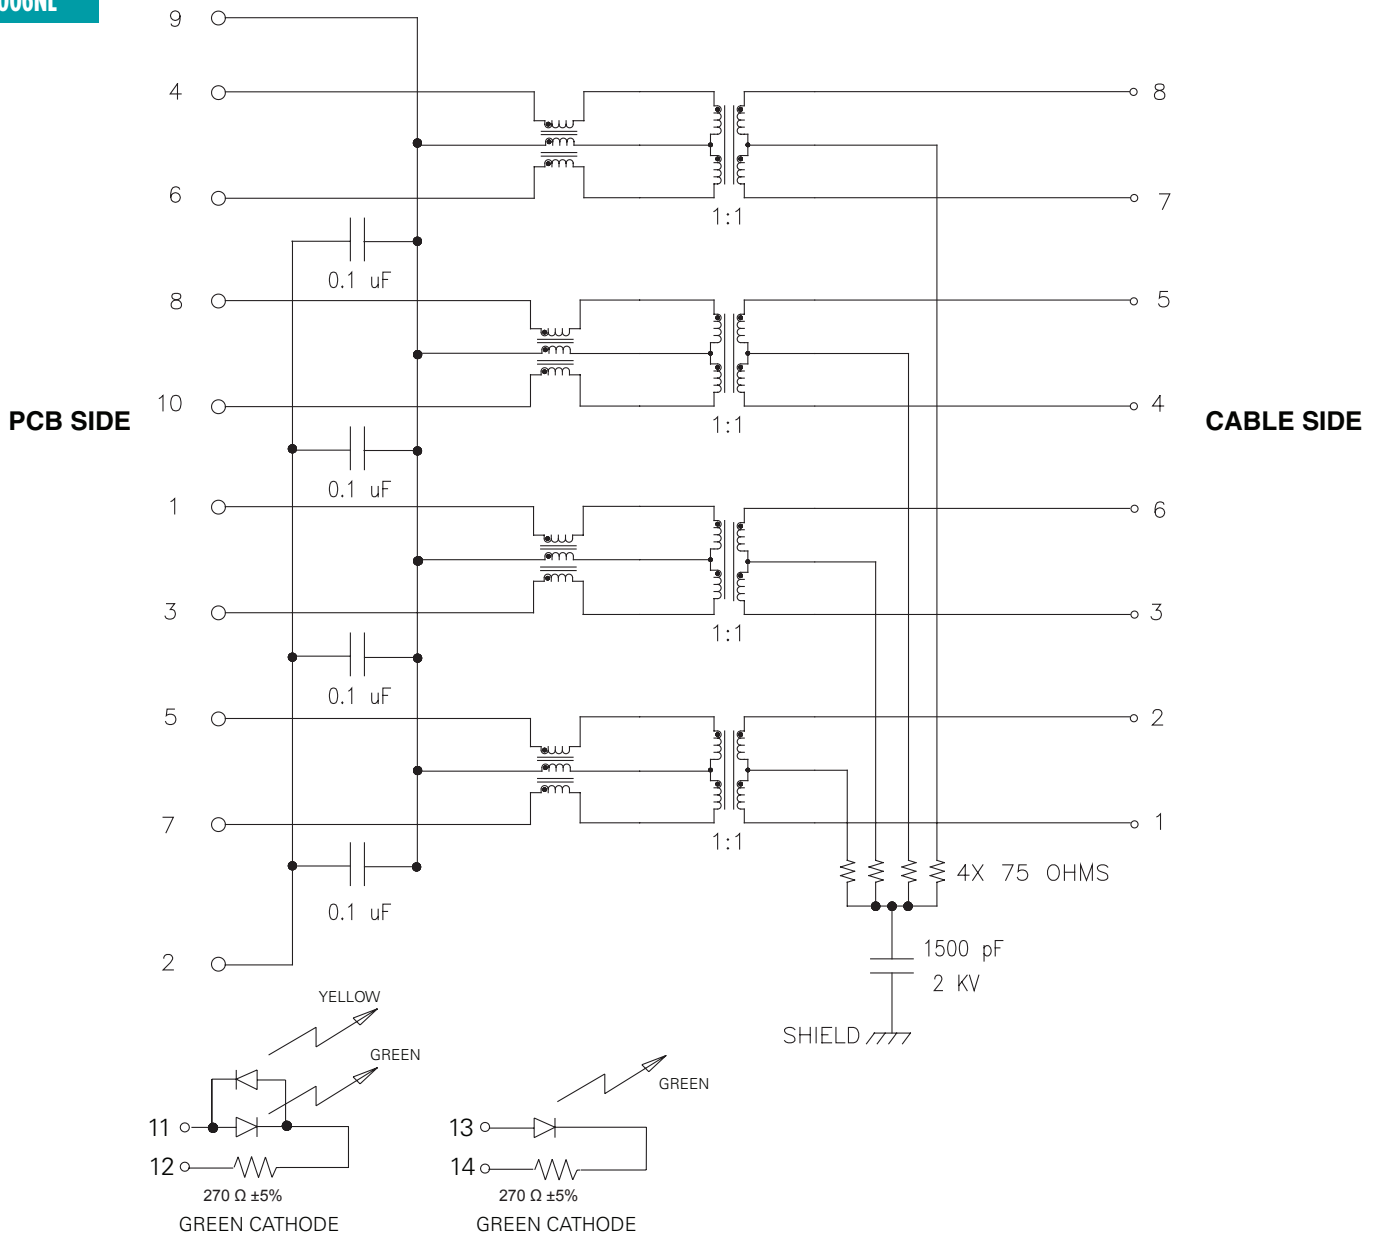 9
4
8
6
7
1:1
0.1 uF
8
5
10
4
PCB SIDE
CABLE SIDE
1:1
0.1 uF
1
6
3
3
1:1
0.1 uF
5
2
7
1
1:1
4X 75 OHMS
0.1 uF
1500 pF
2 KV
2
SHIELD
YELLOW
GREEN
GREEN
11
13
12
14
270 Ω ±5%
270 Ω ±5%
GREEN CATHODE
GREEN CATHODE